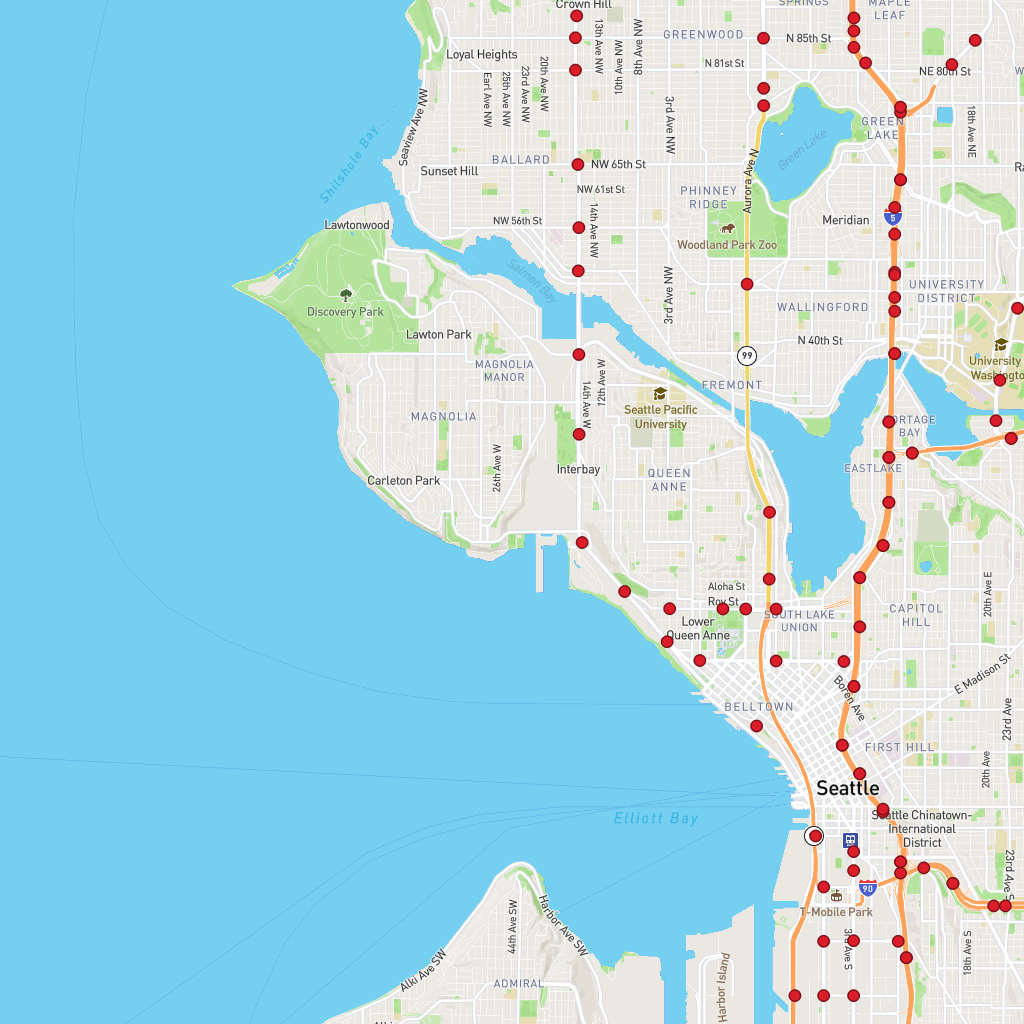 Crown Hill
SPRINGS
MAPLE
LEAF
GREENWOOD
N 85th St
Loyal Heights
13th Ave NW
10th Ave NW
8th Ave NW
20th Ave NW
23rd Ave NW
25th Ave NW
Earl Ave NW
N 81st St
NE 80th St
3rd Ave NW
18th Ave NE
Seaview Ave NW
Shilshole Bay
GREEN
LAKE
Green Lake
BALLARD
NW 65th St
Sunset Hill
NW 61st St
Aurora Ave N
PHINNEY
RIDGE
14th Ave NW
NW 56th St
Lawtonwood
Meridian
5
Woodland Park Zoo
Salmon Bay
3rd Ave NW
Discovery Park
UNIVERSITY
DISTRICT
WALLINGFORD
Lawton Park
N 40th St
99
MAGNOLIA
MANOR
University
Washingto
FREMONT
12th Ave W
14th Ave W
Seattle Pacific
University
MAGNOLIA
PORTAGE
BAY
26th Ave W
Interbay
QUEEN
ANNE
EASTLAKE
Carleton Park
Aloha St
Roy St
20th Ave E
CAPITOL
HILL
SOUTH LAKE
UNION
Lower
Queen Anne
E Madison St
Boren Ave
BELLTOWN
23rd Ave
FIRST HILL
20th Ave
Seattle
Elliott Bay
Seattle Chinatown-
International
District
23rd Ave S
90
T-Mobile Park
44th Ave SW
Harbor Ave SW
3rd Ave S
18th Ave S
Alki Ave SW
ADMIRAL
Harbor Island